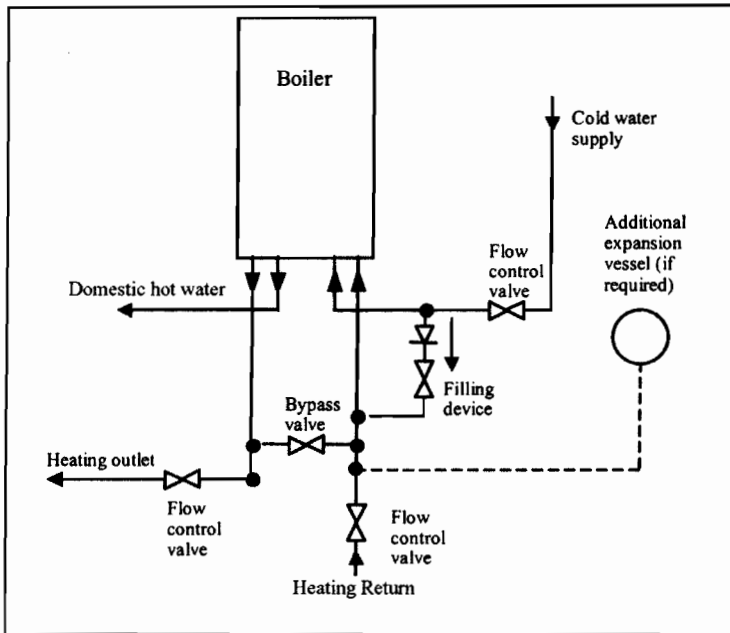 Boiler
Cold water
supply
Additional
expansion
vessel (if
required)
Flow
control
valve
Domestic hot water
Filling
device
Bypass
valve
Heating outlet
Flow
control
valve
Flow
control
valve
Heating Return